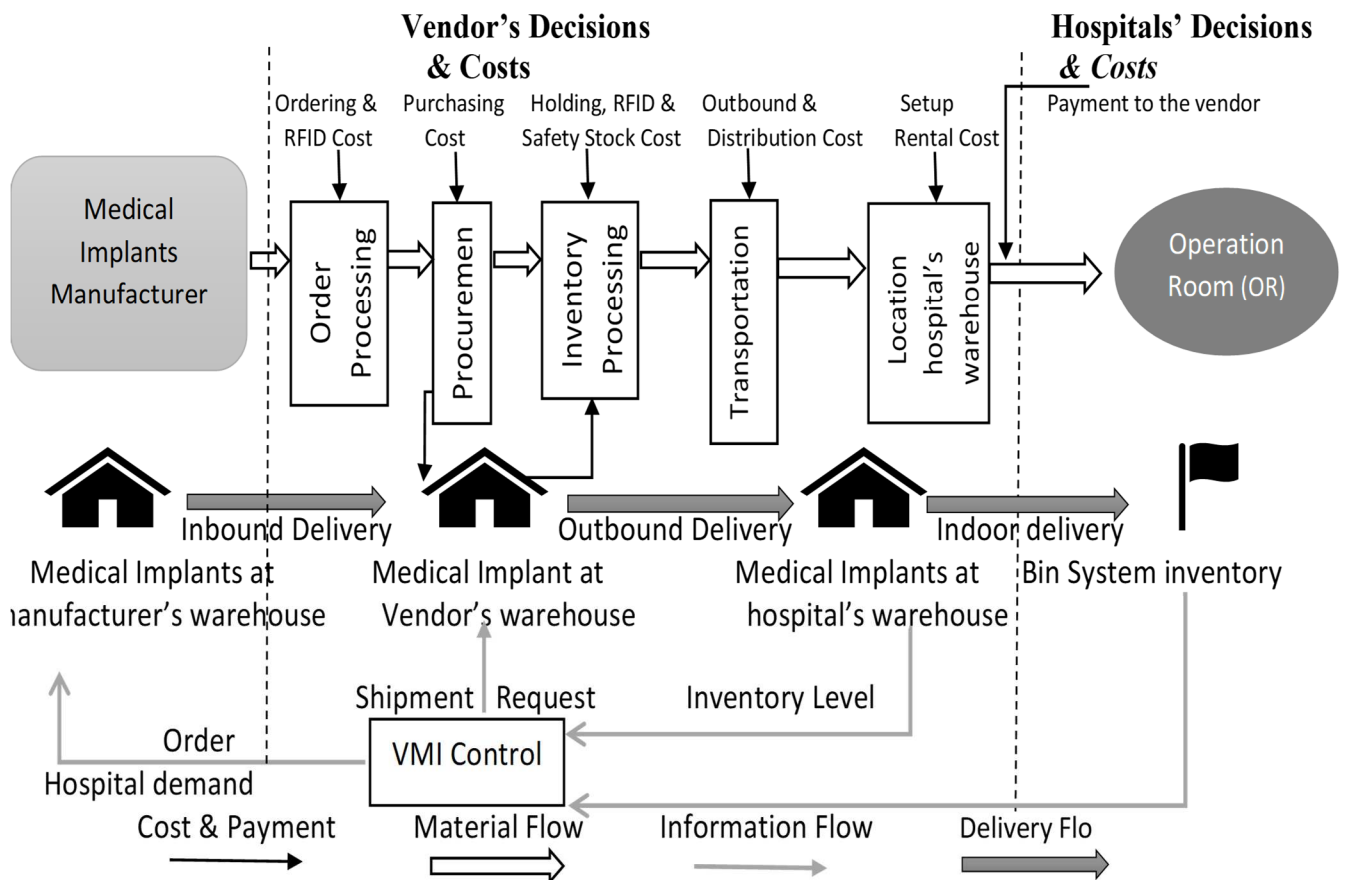 Vendor's Decisions
& Costs
Hospitals' Decisions
& Costs
Ordering &
RFID Cost
Purchasing
Cost
Holding, RFID &
Safety Stock Cost
Outbound &
Distribution Cost
Setup
Rental Cost
Payment to the vendor
Medical
Implants
Manufacturer
Order
Processing
Procuremen
Inventory
Processing
Transportation
Location
hospital's
warehouse
Operation
Room (OR)
Inbound Delivery
Outbound Delivery
Indoor delivery
Medical Implants at
manufacturer's warehouse
Medical Implant at
Vendor's warehouse
Medical Implants at
hospital's warehouse
Bin System inventory
Shipment Request
Inventory Level
Order
Hospital demand
VMI Control
Cost & Payment
Material Flow
Information Flow
Delivery Flo